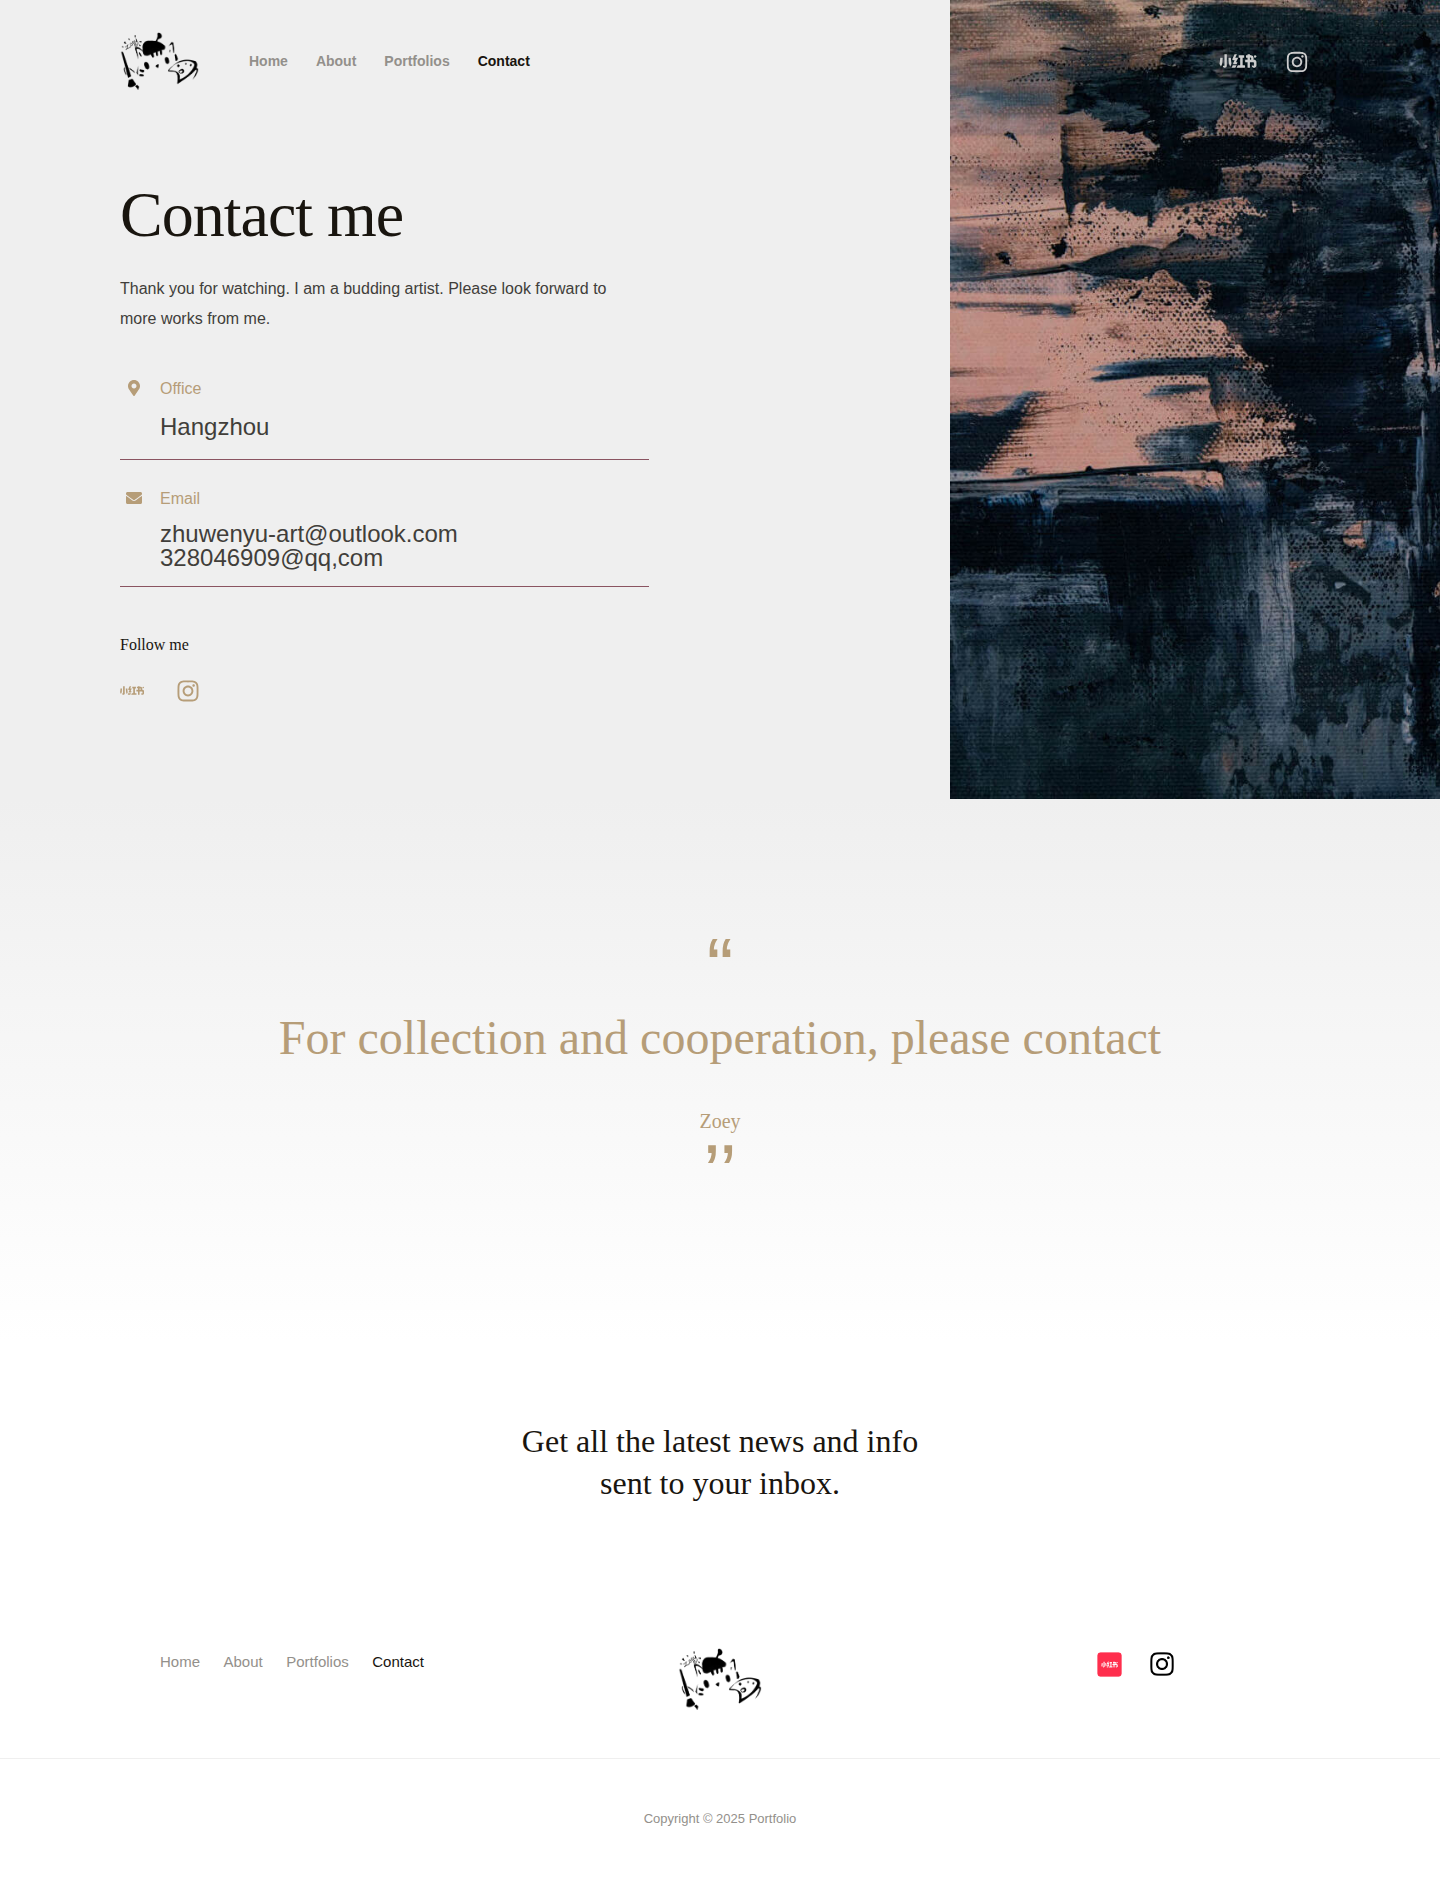 Home About Portfolios Contact
小红书
Contact me
Thank you for watching. I am a budding artist. Please look forward to
more works from me.
Office
Hangzhou
Email
zhuwenyu-art@outlook.com
328046909@qq,com
Follow me
小红书
“
For collection and cooperation, please contact
Zoey
”
Get all the latest news and info
sent to your inbox.
Home About Portfolios Contact
小红书
Copyright © 2025 Portfolio